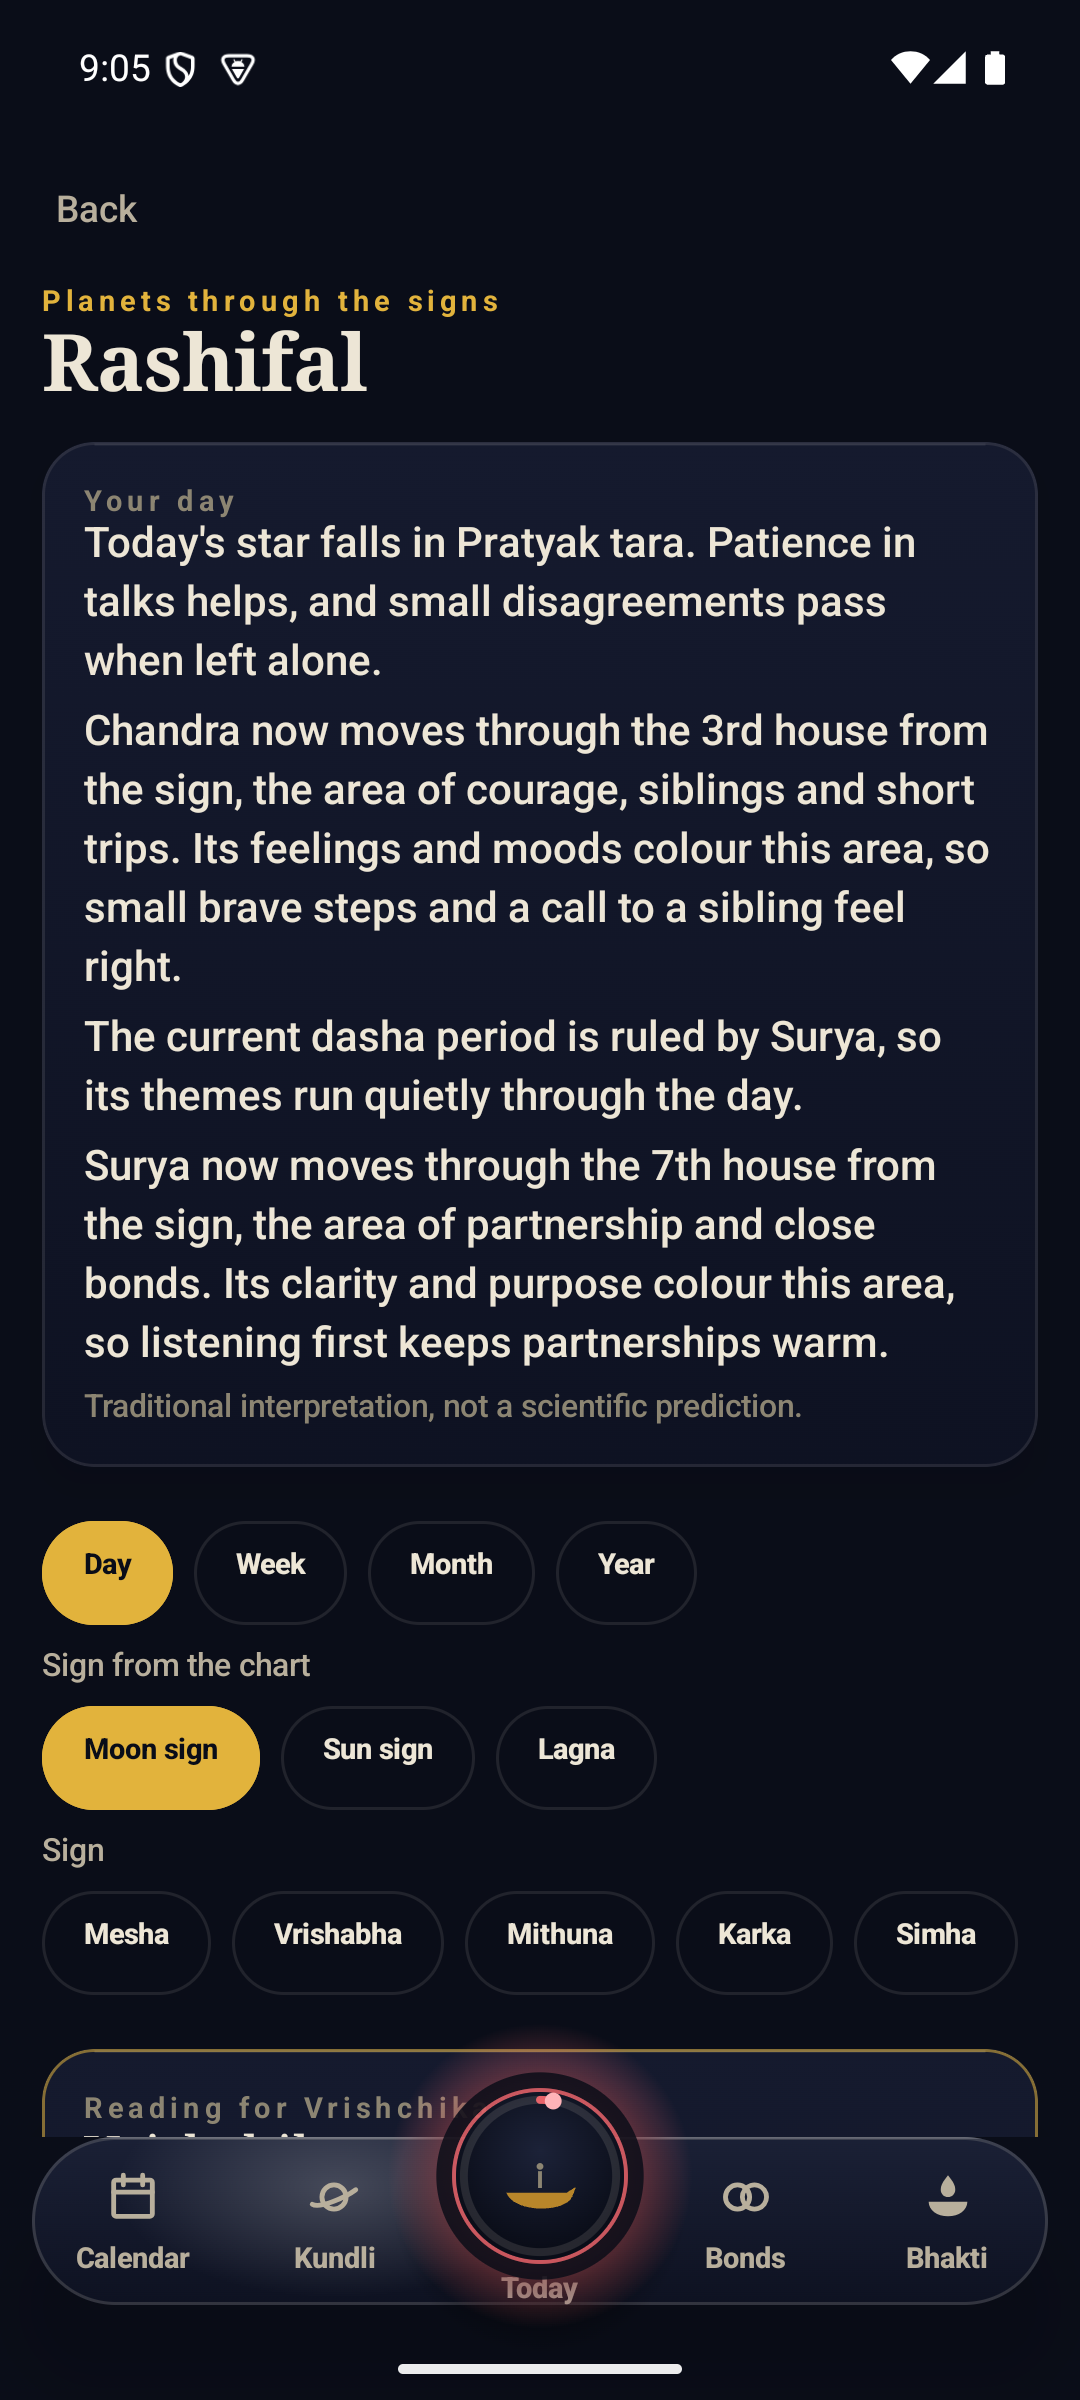 9:05
Back
Planets through the signs
Rashifal
Your day
Today's star falls in Pratyak tara. Patience in
talks helps, and small disagreements pass
when left alone.
Chandra now moves through the 3rd house from
the sign, the area of courage, siblings and short
trips. Its feelings and moods colour this area, so
small brave steps and a call to a sibling feel
right.
The current dasha period is ruled by Surya, so
its themes run quietly through the day.
Surya now moves through the 7th house from
the sign, the area of partnership and close
bonds. Its clarity and purpose colour this area,
so listening first keeps partnerships warm.
Traditional interpretation, not a scientific prediction.
Day Week Month Year
Sign from the chart
Moon sign Sun sign Lagna
Sign
Mesha Vrishabha Mithuna Karka Simha
Reading for
Calendar Kundli Today Bonds Bhakti